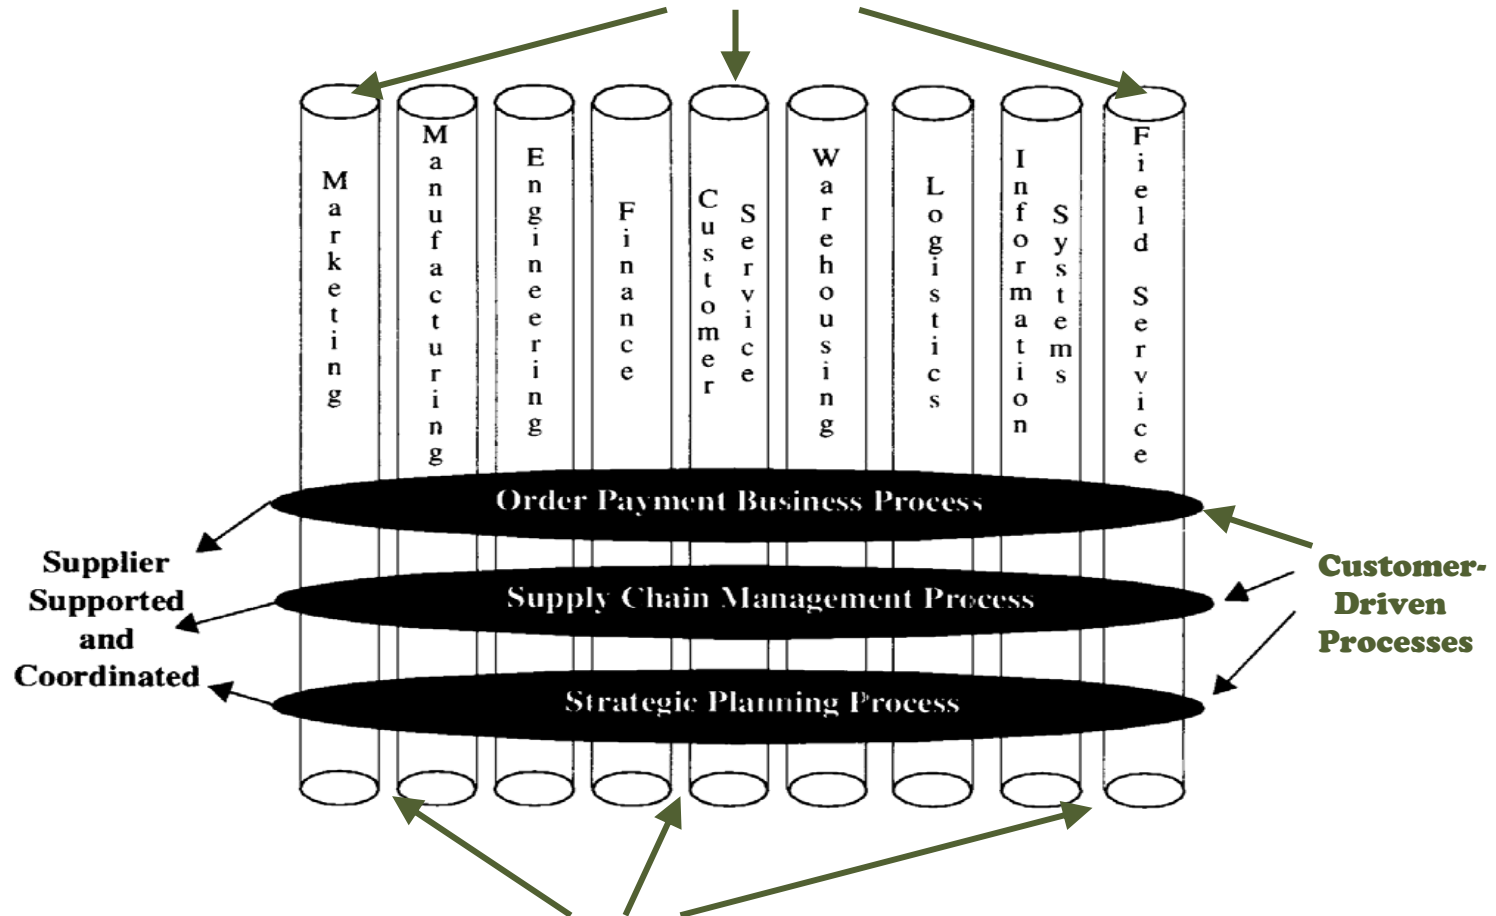 Marketing
Manufacturing
Engineering
Finance
Customer
Service
Warehousing
Logistics
Information
Systems
Field Service
Order Payment Business Process
Supply Chain Management Process
Strategic Planning Process
Supplier
Supported
and
Coordinated
Customer-
Driven
Processes